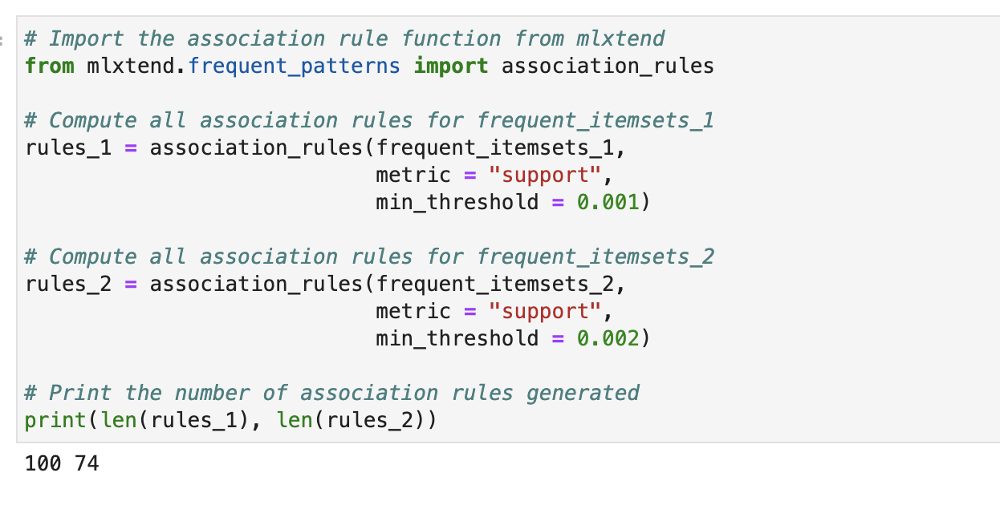 # Import the association rule function from mlxtend
from mlxtend.frequent_patterns import association_rules
# Compute all association rules for frequent_itemsets_1
rules_1 = association_rules(frequent_itemsets_1,
metric = "support",
min_threshold = 0.001)
# Compute all association rules for frequent_itemsets_2
rules_2 = association_rules(frequent_itemsets_2,
metric = "support",
min_threshold = 0.002)
# Print the number of association rules generated
print(len(rules_1), len(rules_2))
100 74